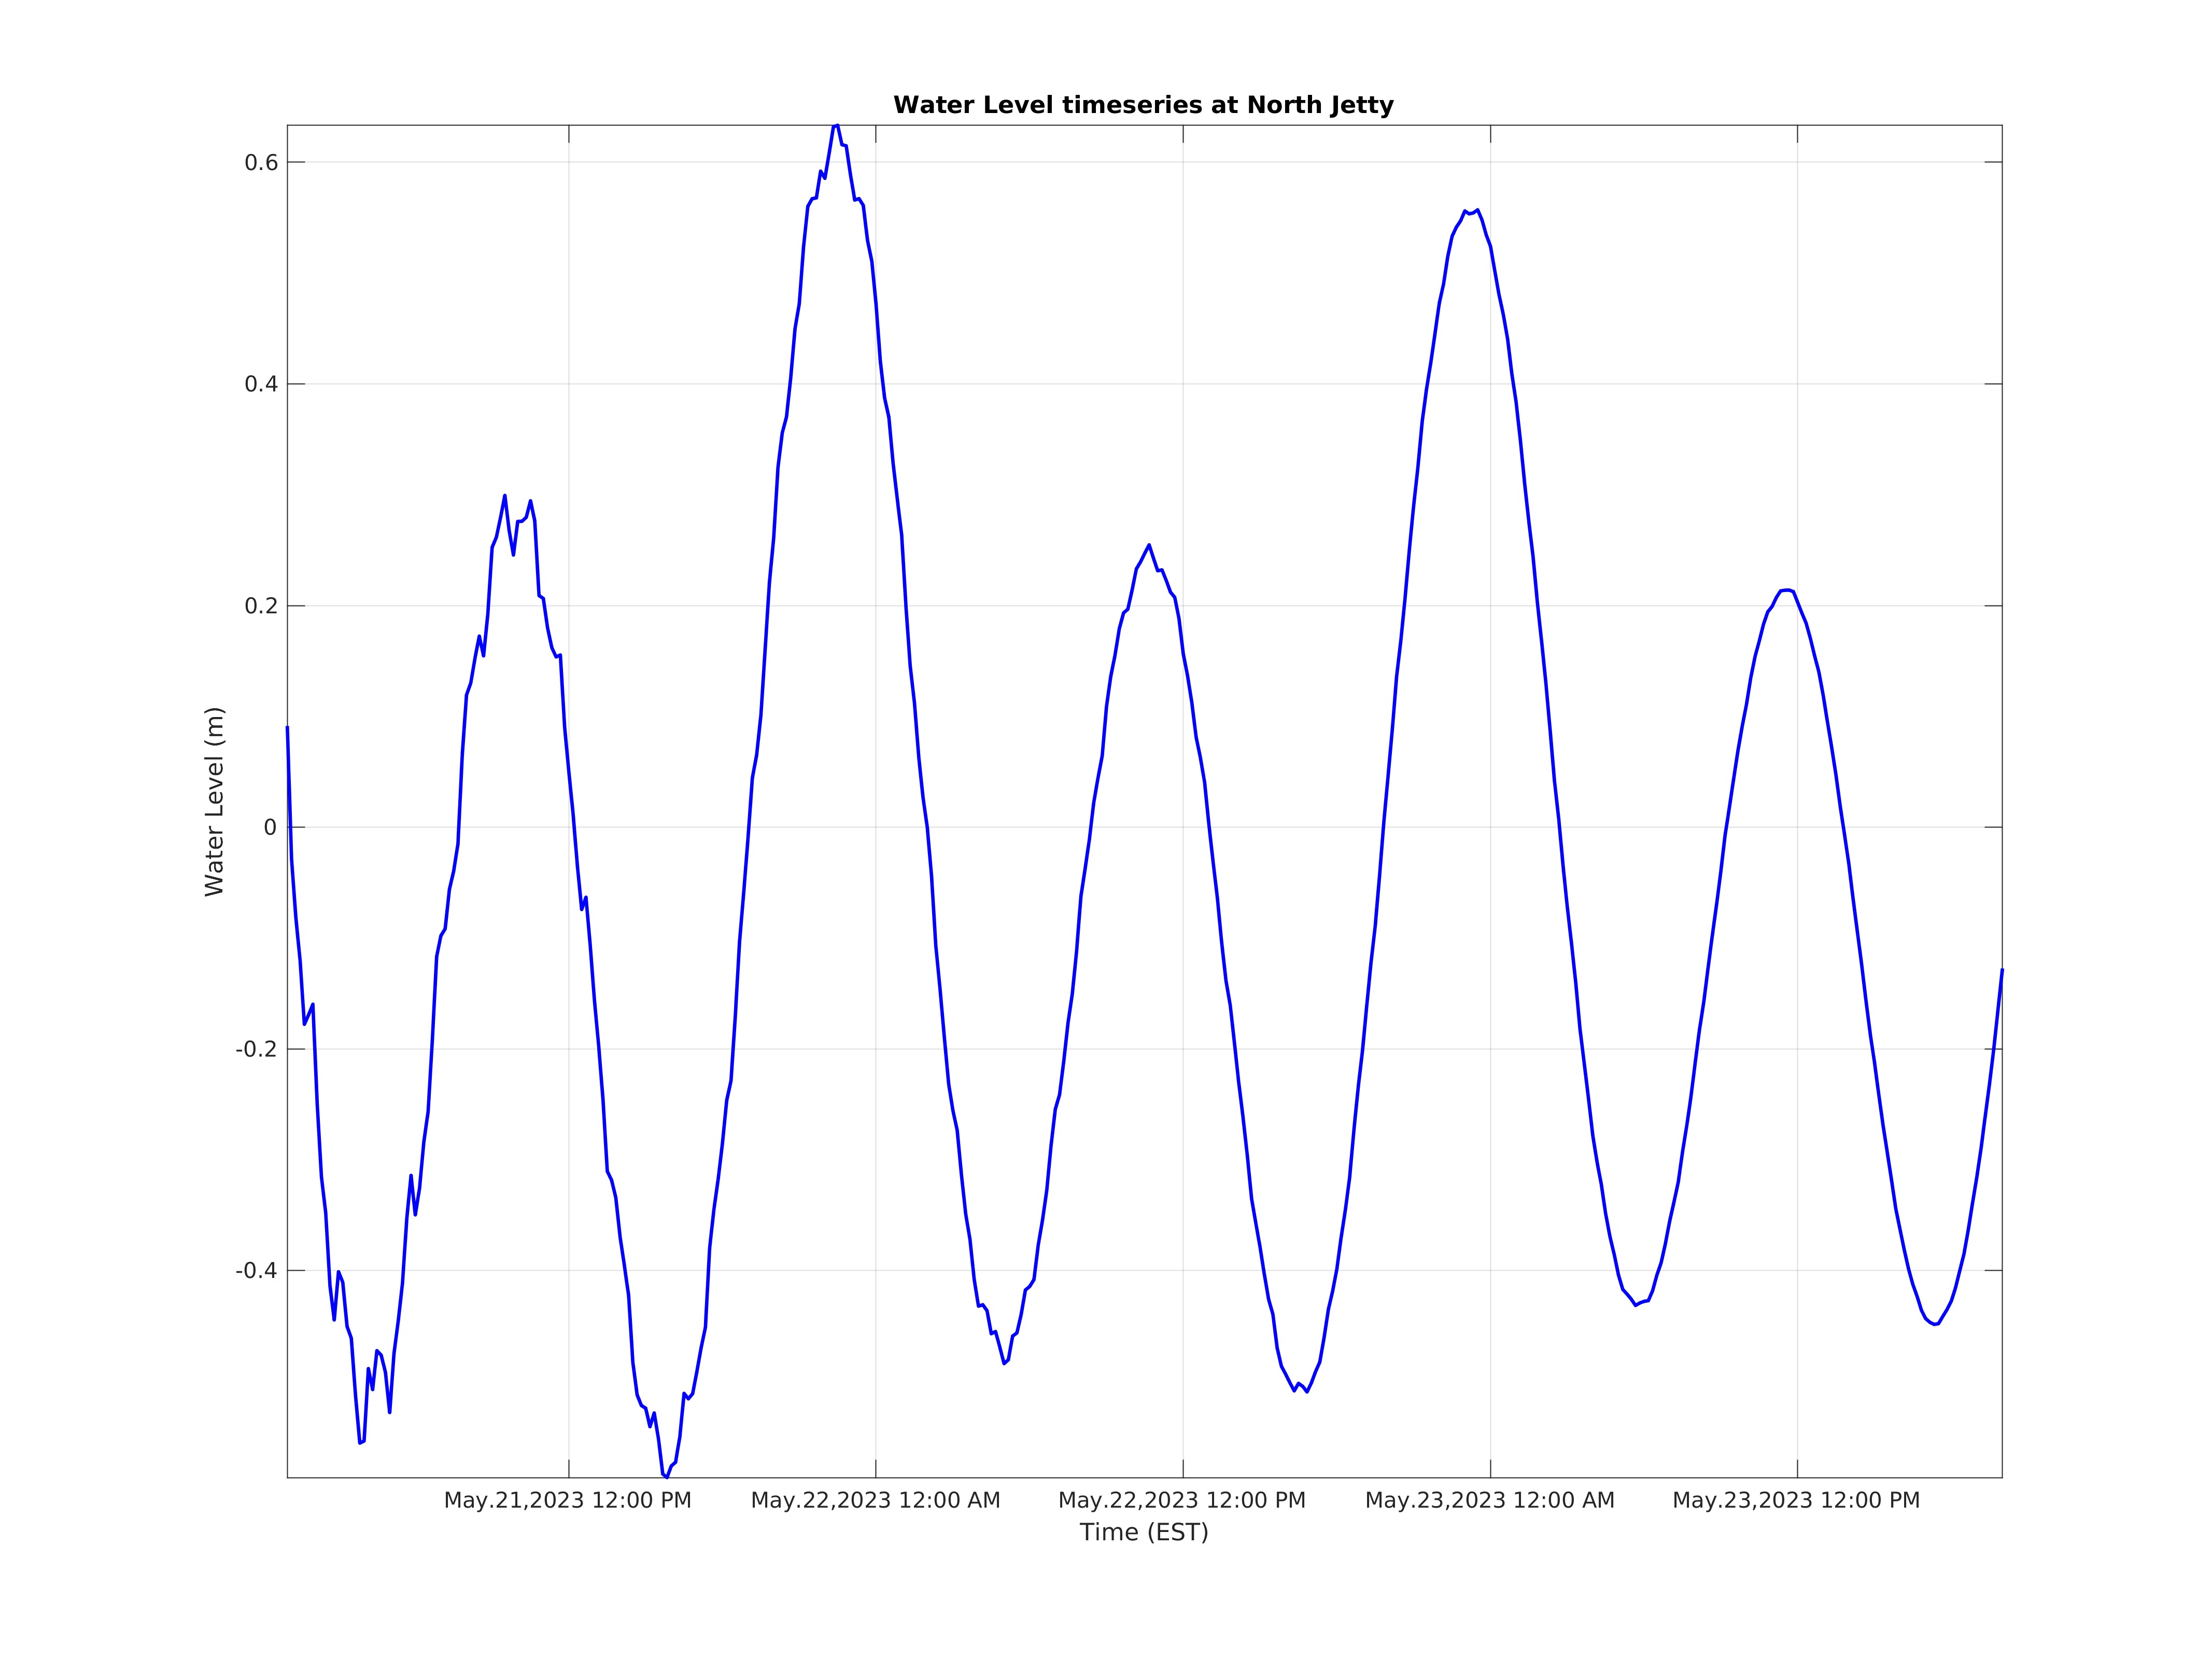 Water Level timeseries at North Jetty
0.6
0.4
0.2
0
-0.2
-0.4
Water Level (m)
May.21,2023 12:00 PM
May.22,2023 12:00 AM
May.22,2023 12:00 PM
May.23,2023 12:00 AM
May.23,2023 12:00 PM
Time (EST)